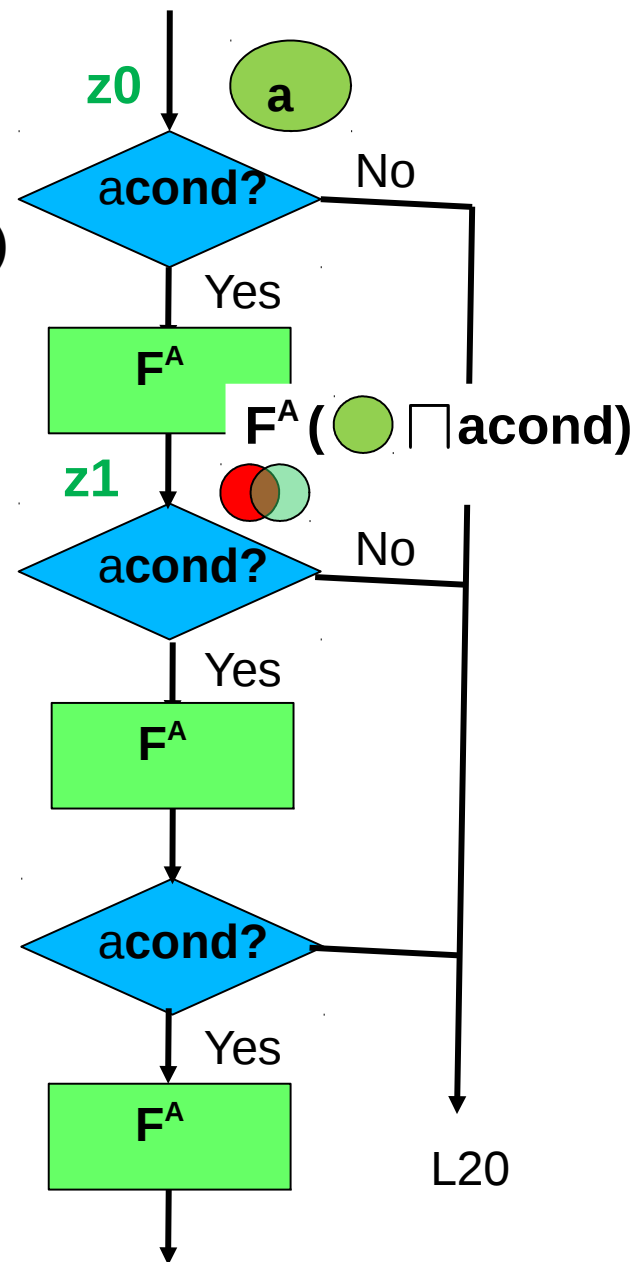 z0
a
acond?
No
)
Yes
F^A
F^A ( ⊓ acond)
z1
acond?
No
Yes
F^A
acond?
Yes
F^A
L20